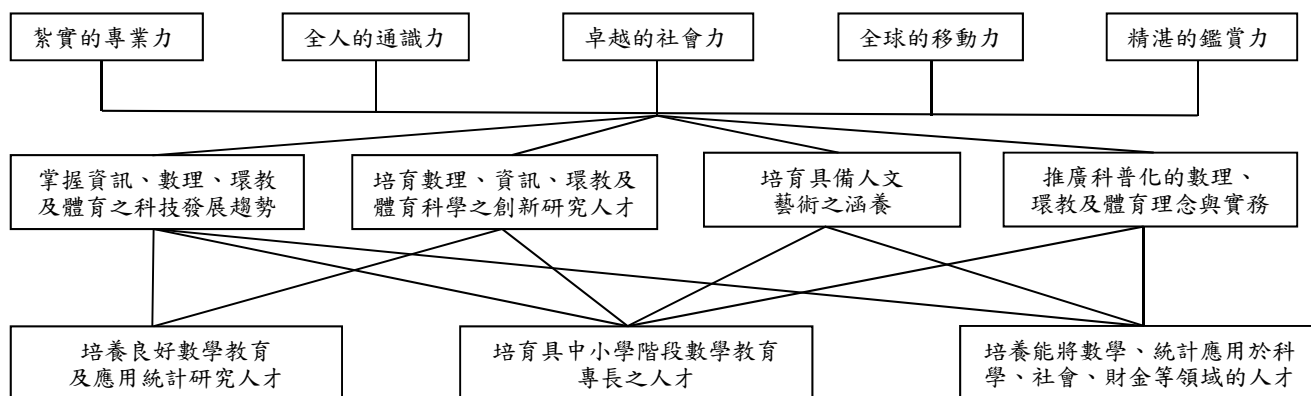 紮實的專業力
全人的通識力
卓越的社會力
全球的移動力
精湛的鑑賞力
掌握資訊、數理、環教
及體育之科技發展趨勢
培育數理、資訊、環教及
體育科學之創新研究人才
培育具備人文
藝術之涵養
推廣科普化的數理、
環教及體育理念與實務
培養良好數學教育
及應用統計研究人才
培育具中小學階段數學教育
專長之人才
培養能將數學、統計應用於科
學、社會、財金等領域的人才